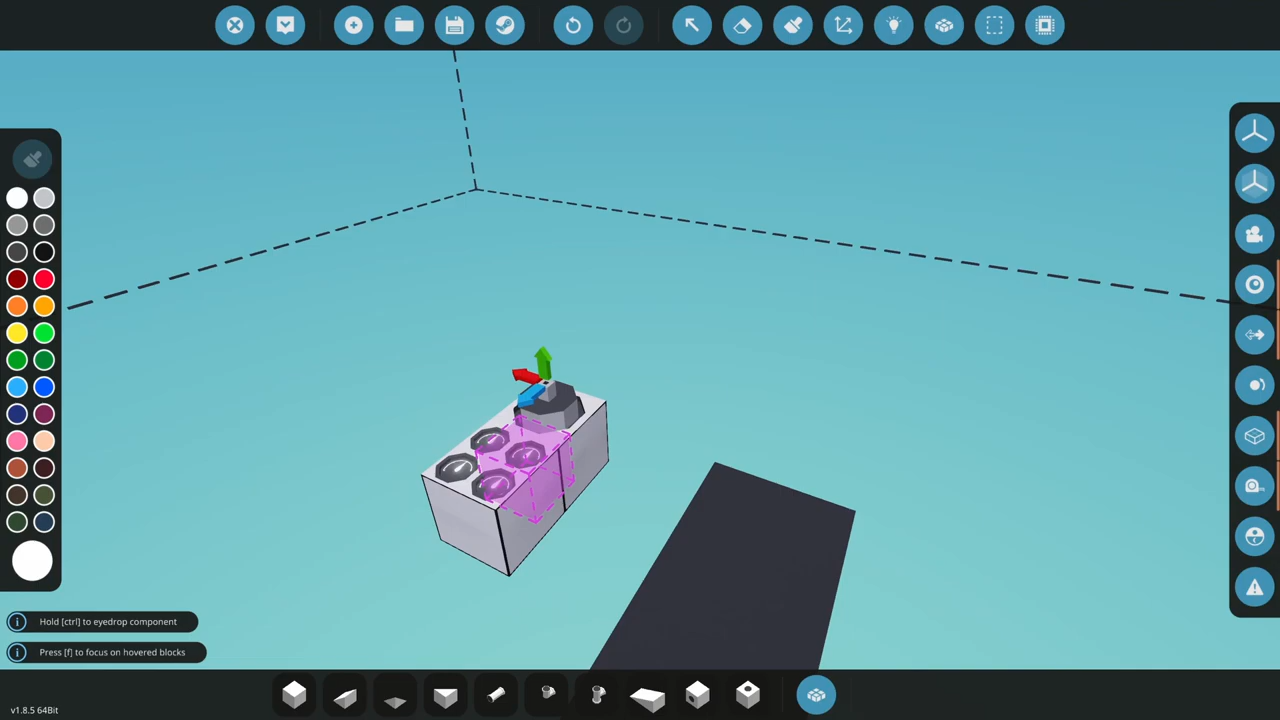 Hold [ctrl] to eyedrop component
Press [f] to focus on hovered blocks
v1.8.5 64Bit